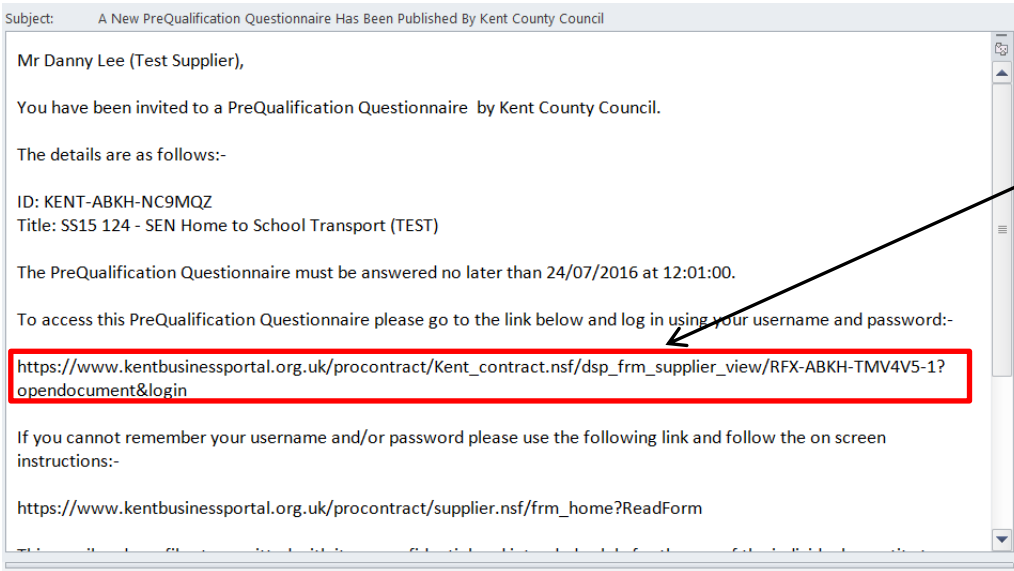 Subject: A New PreQualification Questionnaire Has Been Published By Kent County Council
Mr Danny Lee (Test Supplier),
You have been invited to a PreQualification Questionnaire by Kent County Council.
The details are as follows:-
ID: KENT-ABKH-NC9MQZ
Title: SS15 124 - SEN Home to School Transport (TEST)
The PreQualification Questionnaire must be answered no later than 24/07/2016 at 12:01:00.
To access this PreQualification Questionnaire please go to the link below and log in using your username and password:-
https://www.kentbusinessportal.org.uk/procontract/Kent_contract.nsf/dsp_frm_supplier_view/RFX-ABKH-TMV4V5-1?
opendocument&login
If you cannot remember your username and/or password please use the following link and follow the on screen
instructions:-
https://www.kentbusinessportal.org.uk/procontract/supplier.nsf/frm_home?ReadForm